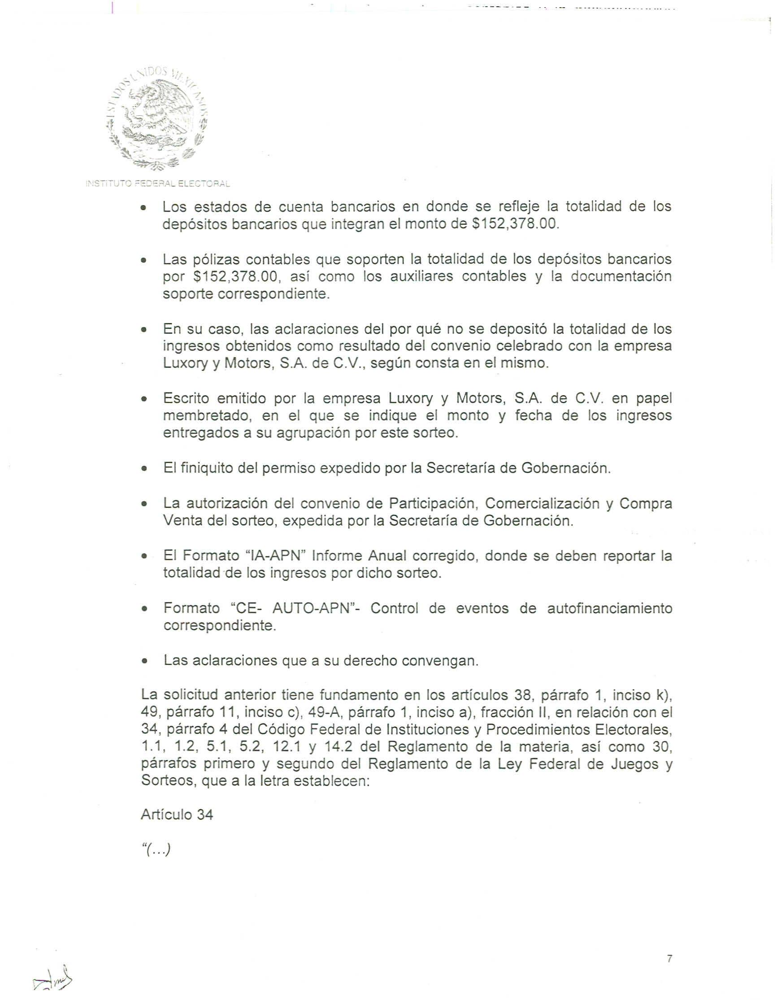 ESTADOS UNIDOS MEXICANOS
INSTITUTO FEDERAL ELECTORAL
• Los estados de cuenta bancarios en donde se refleje la totalidad de los
depósitos bancarios que integran el monto de $152,378.00.
• Las pólizas contables que soporten la totalidad de los depósitos bancarios
por $152,378.00, así como los auxiliares contables y la documentación
soporte correspondiente.
• En su caso, las aclaraciones del por qué no se depositó la totalidad de los
ingresos obtenidos como resultado del convenio celebrado con la empresa
Luxory y Motors, S.A. de C.V., según consta en el mismo.
• Escrito emitido por la empresa Luxory y Motors, S.A. de C.V. en papel
membretado, en el que se indique el monto y fecha de los ingresos
entregados a su agrupación por este sorteo.
• El finiquito del permiso expedido por la Secretaría de Gobernación.
• La autorización del convenio de Participación, Comercialización y Compra
Venta del sorteo, expedida por la Secretaría de Gobernación.
• El Formato “IA-APN” Informe Anual corregido, donde se deben reportar la
totalidad de los ingresos por dicho sorteo.
• Formato “CE- AUTO-APN”- Control de eventos de autofinanciamiento
correspondiente.
• Las aclaraciones que a su derecho convengan.
La solicitud anterior tiene fundamento en los artículos 38, párrafo 1, inciso k),
49, párrafo 11, inciso c), 49-A, párrafo 1, inciso a), fracción II, en relación con el
34, párrafo 4 del Código Federal de Instituciones y Procedimientos Electorales,
1.1, 1.2, 5.1, 5.2, 12.1 y 14.2 del Reglamento de la materia, así como 30,
párrafos primero y segundo del Reglamento de la Ley Federal de Juegos y
Sorteos, que a la letra establecen:
Artículo 34
“(...)
7